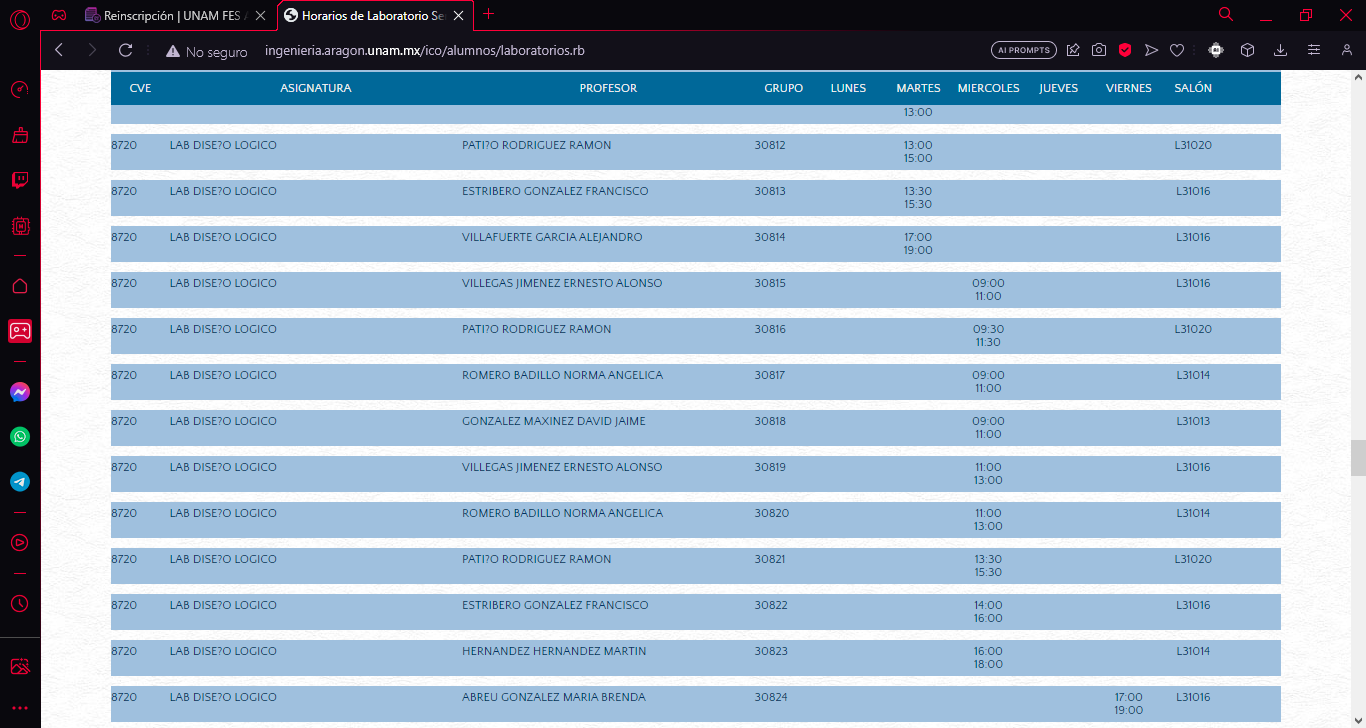 Reinscripción | UNAM FES A
Horarios de Laboratorio Se
No seguro ingenieria.aragon.unam.mx/ico/alumnos/laboratorios.rb AI PROMPTS
CVE ASIGNATURA PROFESOR GRUPO LUNES MARTES MIERCOLES JUEVES VIERNES SALÓN
13:00
8720 LAB DISE?O LOGICO PATI?O RODRIGUEZ RAMON 30812 13:00 L31020
15:00
8720 LAB DISE?O LOGICO ESTRIBERO GONZALEZ FRANCISCO 30813 13:30 L31016
15:30
8720 LAB DISE?O LOGICO VILLAFUERTE GARCIA ALEJANDRO 30814 17:00 L31016
19:00
8720 LAB DISE?O LOGICO VILLEGAS JIMENEZ ERNESTO ALONSO 30815 09:00 L31016
11:00
8720 LAB DISE?O LOGICO PATI?O RODRIGUEZ RAMON 30816 09:30 L31020
11:30
8720 LAB DISE?O LOGICO ROMERO BADILLO NORMA ANGELICA 30817 09:00 L31014
11:00
8720 LAB DISE?O LOGICO GONZALEZ MAXINEZ DAVID JAIME 30818 09:00 L31013
11:00
8720 LAB DISE?O LOGICO VILLEGAS JIMENEZ ERNESTO ALONSO 30819 11:00 L31016
13:00
8720 LAB DISE?O LOGICO ROMERO BADILLO NORMA ANGELICA 30820 11:00 L31014
13:00
8720 LAB DISE?O LOGICO PATI?O RODRIGUEZ RAMON 30821 13:30 L31020
15:30
8720 LAB DISE?O LOGICO ESTRIBERO GONZALEZ FRANCISCO 30822 14:00 L31016
16:00
8720 LAB DISE?O LOGICO HERNANDEZ HERNANDEZ MARTIN 30823 16:00 L31014
18:00
8720 LAB DISE?O LOGICO ABREU GONZALEZ MARIA BRENDA 30824 17:00 L31016
19:00